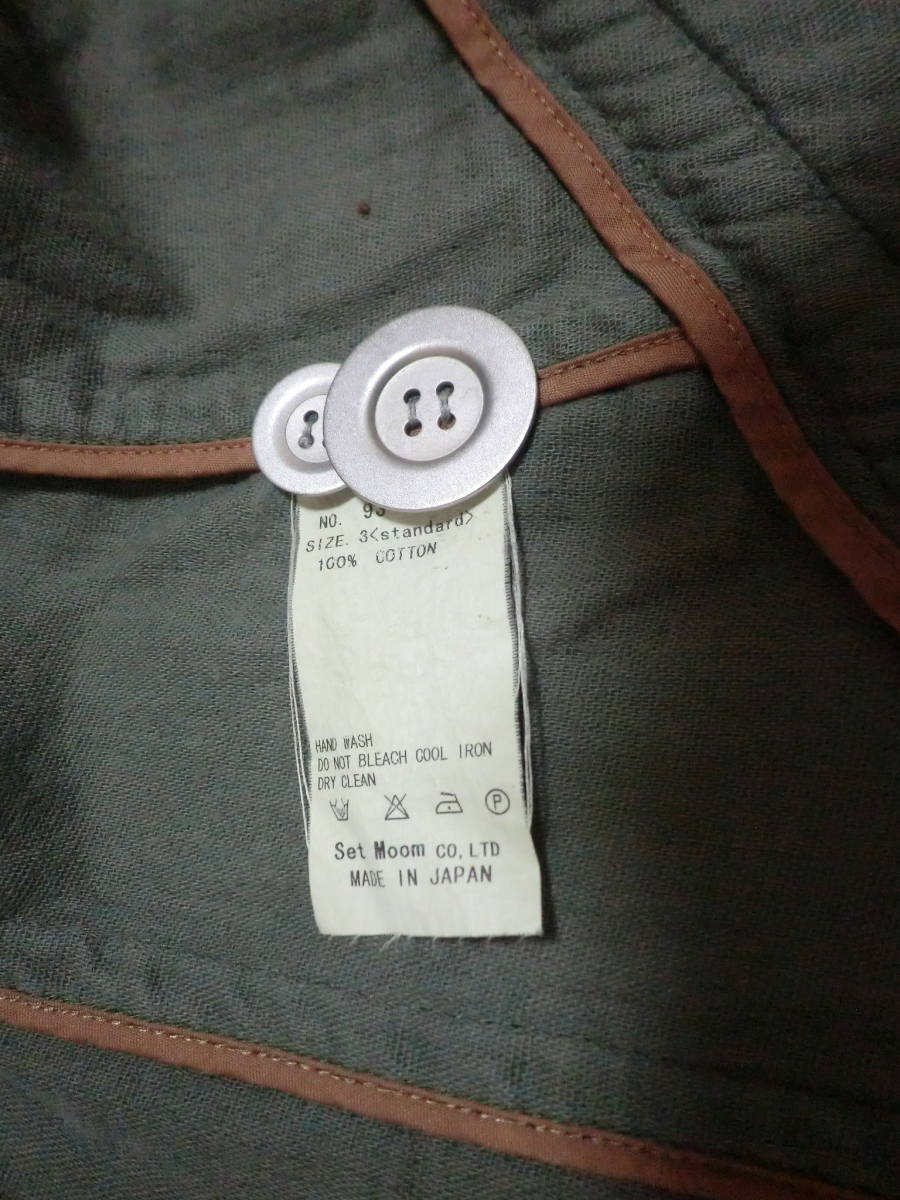 NO. 93
SIZE. 3<standard>
100% COTTON
HAND WASH
DO NOT BLEACH COOL IRON
DRY CLEAN
P
Set Moom CO,LTD
MADE IN JAPAN